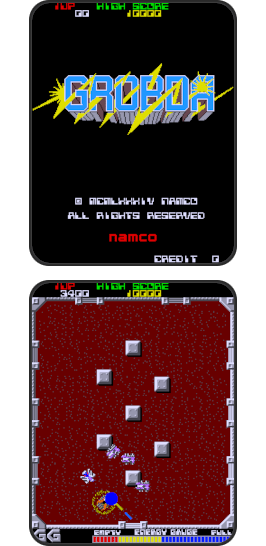 1UP HIGH SCORE
00 10000
GROBDA
© MCMLXXXIV NAMCO
ALL RIGHTS RESERVED
namco
CREDIT 0
1UP HIGH SCORE
3400 10000
GG EMPTY ENERGY GAUGE FULL